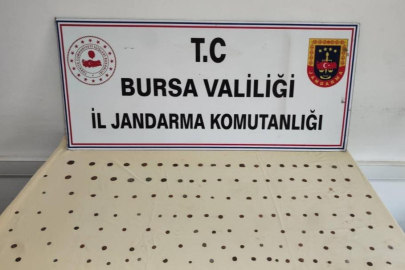 T.C
BURSA VALİLİĞİ
İL JANDARMA KOMUTANLIĞI